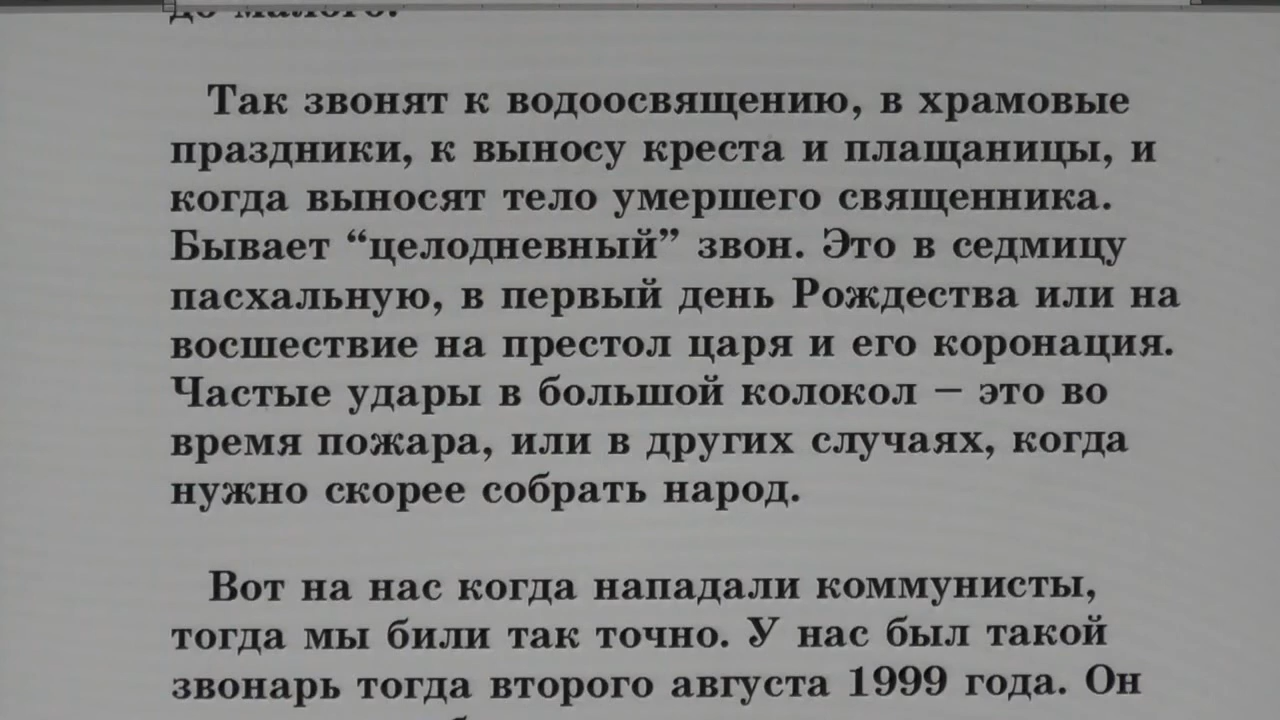 до малого.
Так звонят к водоосвящению, в храмовые
праздники, к выносу креста и плащаницы, и
когда выносят тело умершего священника.
Бывает “целодневный” звон. Это в седмицу
пасхальную, в первый день Рождества или на
восшествие на престол царя и его коронация.
Частые удары в большой колокол – это во
время пожара, или в других случаях, когда
нужно скорее собрать народ.
Вот на нас когда нападали коммунисты,
тогда мы били так точно. У нас был такой
звонарь тогда второго августа 1999 года. Он